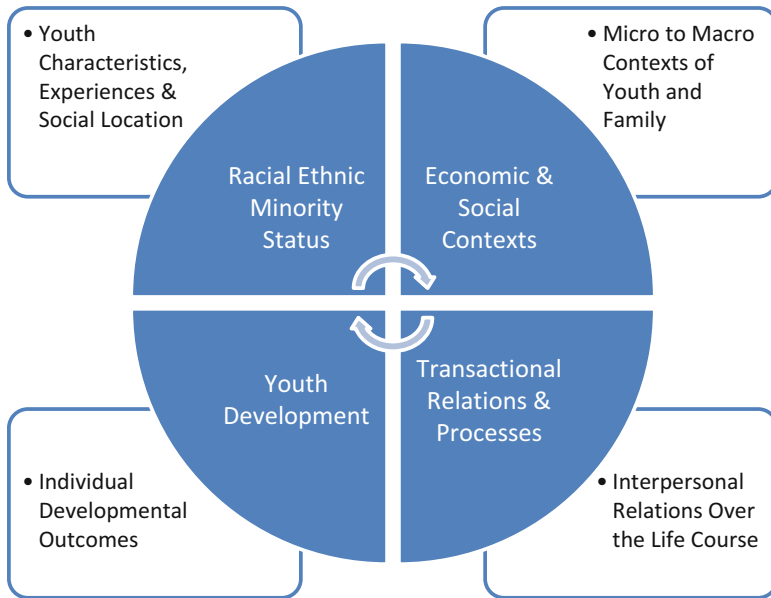 • Youth
Characteristics,
Experiences &
Social Location
• Micro to Macro
Contexts of
Youth and
Family
Racial Ethnic
Minority
Status
Economic &
Social
Contexts
Youth
Development
Transactional
Relations &
Processes
• Individual
Developmental
Outcomes
• Interpersonal
Relations Over
the Life Course